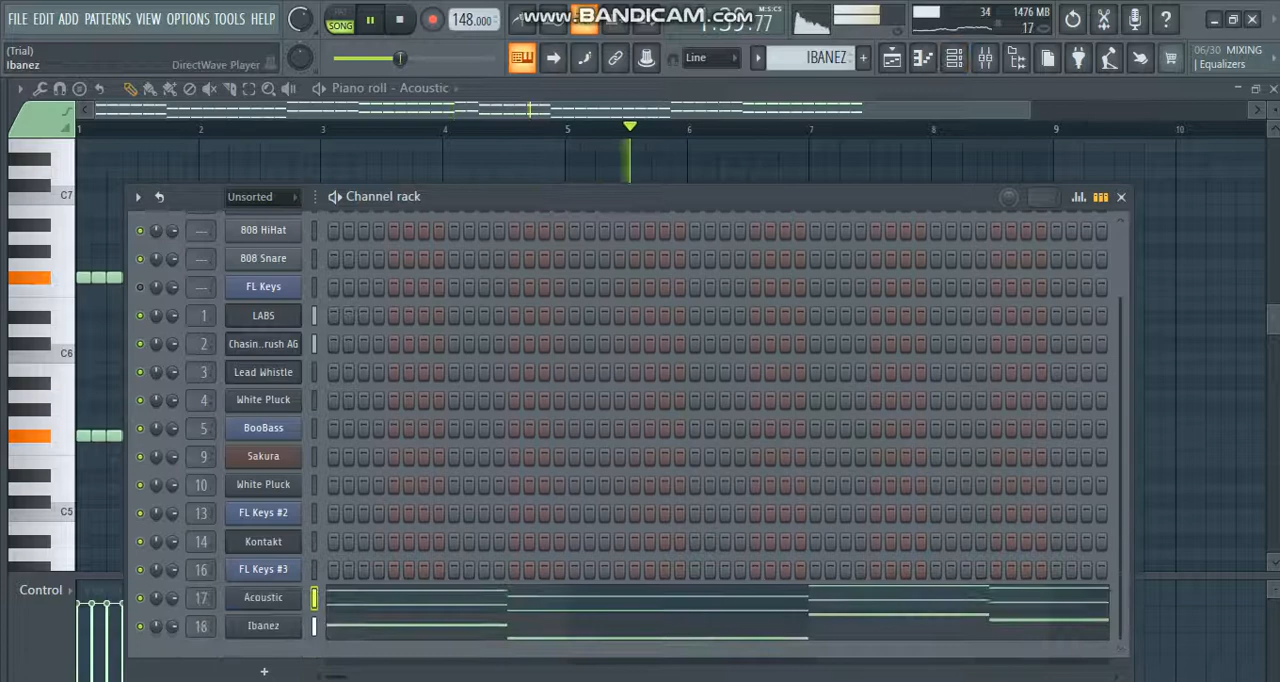 FILE EDIT ADD PATTERNS VIEW OPTIONS TOOLS HELP
SONG
148.000
www.BANDICAM.com
M:S:CS
77
34
1476 MB
17
(Trial)
Ibanez
DirectWave Player
Line
IBANEZ
06/30 MIXING
Equalizers
Piano roll - Acoustic
1 2 3 4 5 6 7 8 9 10
C7
C6
C5
Unsorted
Channel rack
--- 808 HiHat
--- 808 Snare
--- FL Keys
1 LABS
2 Chasin..rush AG
3 Lead Whistle
4 White Pluck
5 BooBass
9 Sakura
10 White Pluck
13 FL Keys #2
14 Kontakt
16 FL Keys #3
17 Acoustic
18 Ibanez
+
Control